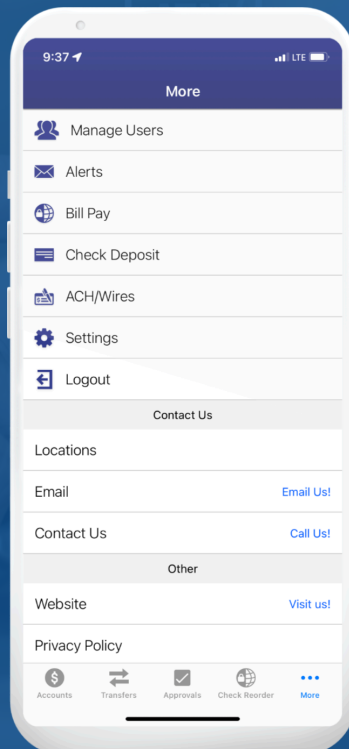 9:37 LTE
More
Manage Users
Alerts
Bill Pay
Check Deposit
ACH/Wires
Settings
Logout
Contact Us
Locations
Email Email Us!
Contact Us Call Us!
Other
Website Visit us!
Privacy Policy
Accounts Transfers Approvals Check Reorder More